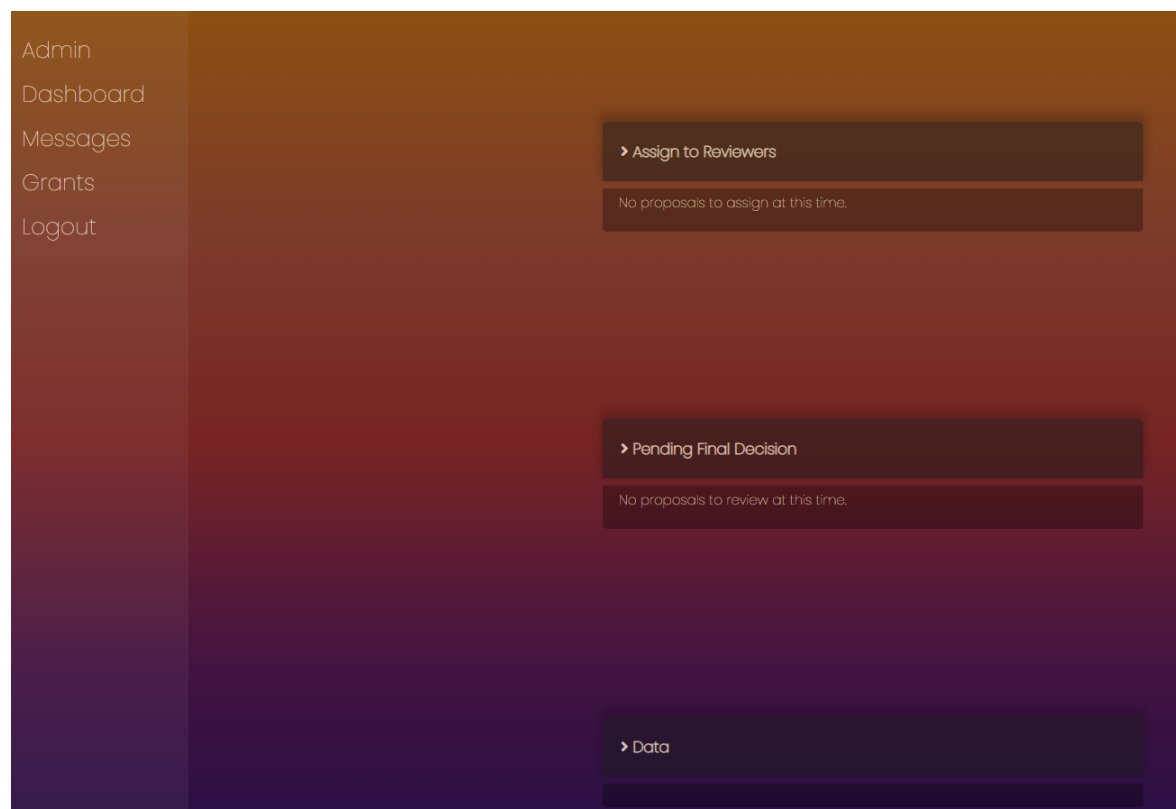 Admin
Dashboard
Messages
Grants
Logout
Assign to Reviewers
No proposals to assign at this time.
Pending Final Decision
No proposals to review at this time.
Data